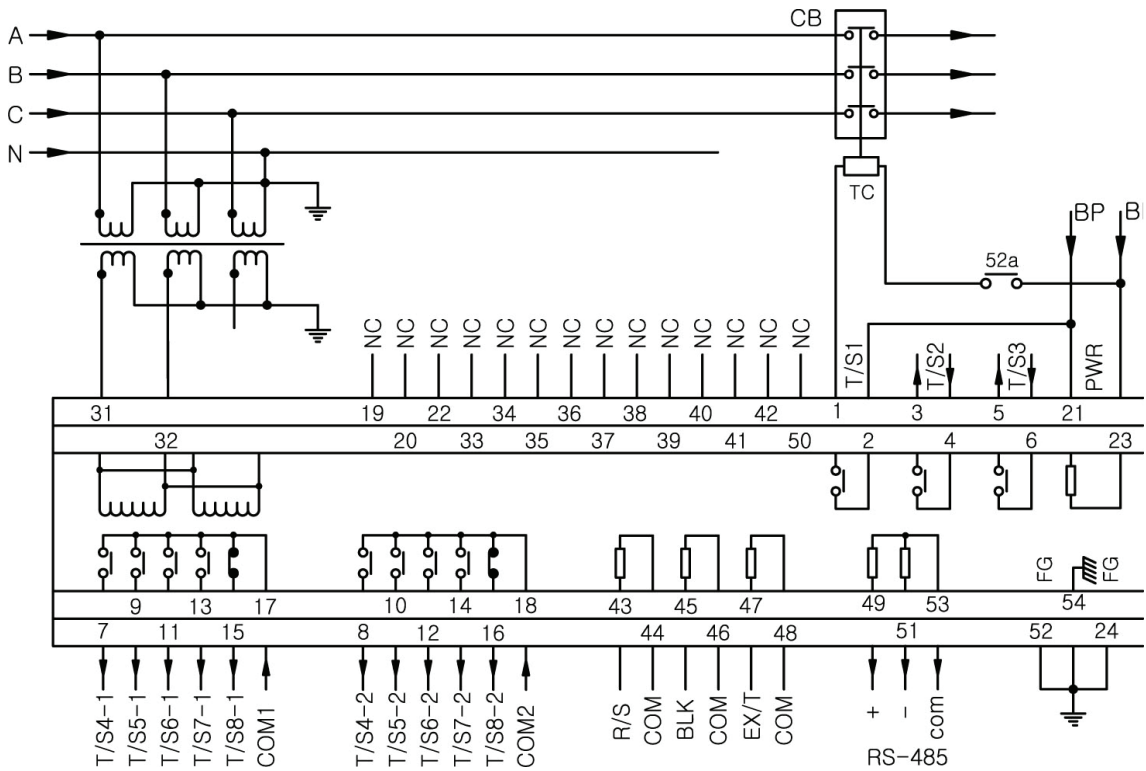 A
B
C
N
CB
TC
BP
B
52a
NC NC NC NC NC NC NC NC NC NC NC NC NC NC
T/S1
T/S2
T/S3
PWR
31 19 22 34 36 38 40 42 1 3 5 21
32 20 33 35 37 39 41 50 2 4 6 23
FG
FG
9 13 17 10 14 18 43 45 47 49 53 54
7 11 15 8 12 16 44 46 48 51 52 24
T/S4-1
T/S5-1
T/S6-1
T/S7-1
T/S8-1
COM1
T/S4-2
T/S5-2
T/S6-2
T/S7-2
T/S8-2
COM2
R/S
COM
BLK
COM
EX/T
COM
+
-
com
RS-485